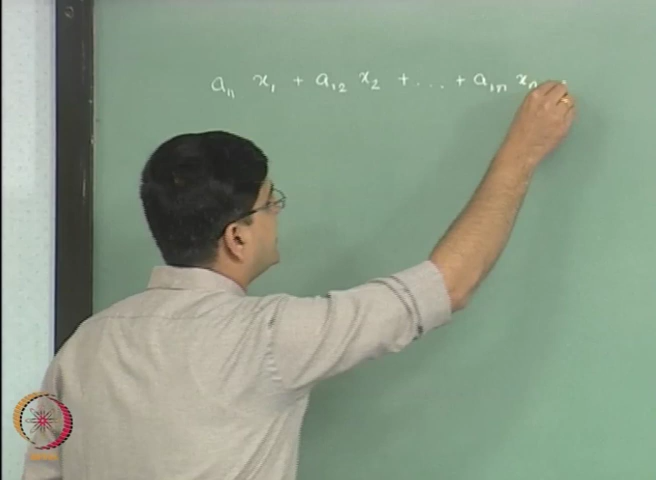 a₁₁ x₁ + a₁₂ x₂ + ... + a₁ₙ xₙ